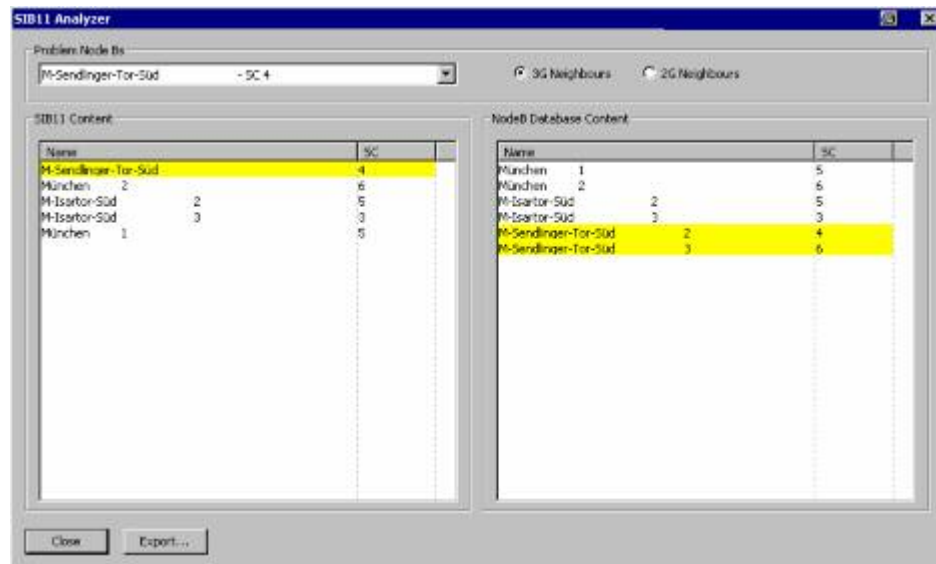 SIB11 Analyzer
Problem Node Bs
M-Sendlinger-Tor-Süd - SC 4
3G Neighbours 2G Neighbours
SIB11 Content
Name SC
M-Sendlinger-Tor-Süd 4
München 2 6
M-Isartor-Süd 2 5
M-Isartor-Süd 3 3
München 1 5
NodeB Database Content
Name SC
München 1 5
München 2 6
M-Isartor-Süd 2 5
M-Isartor-Süd 3 3
M-Sendlinger-Tor-Süd 2 4
M-Sendlinger-Tor-Süd 3 6
Close Export...